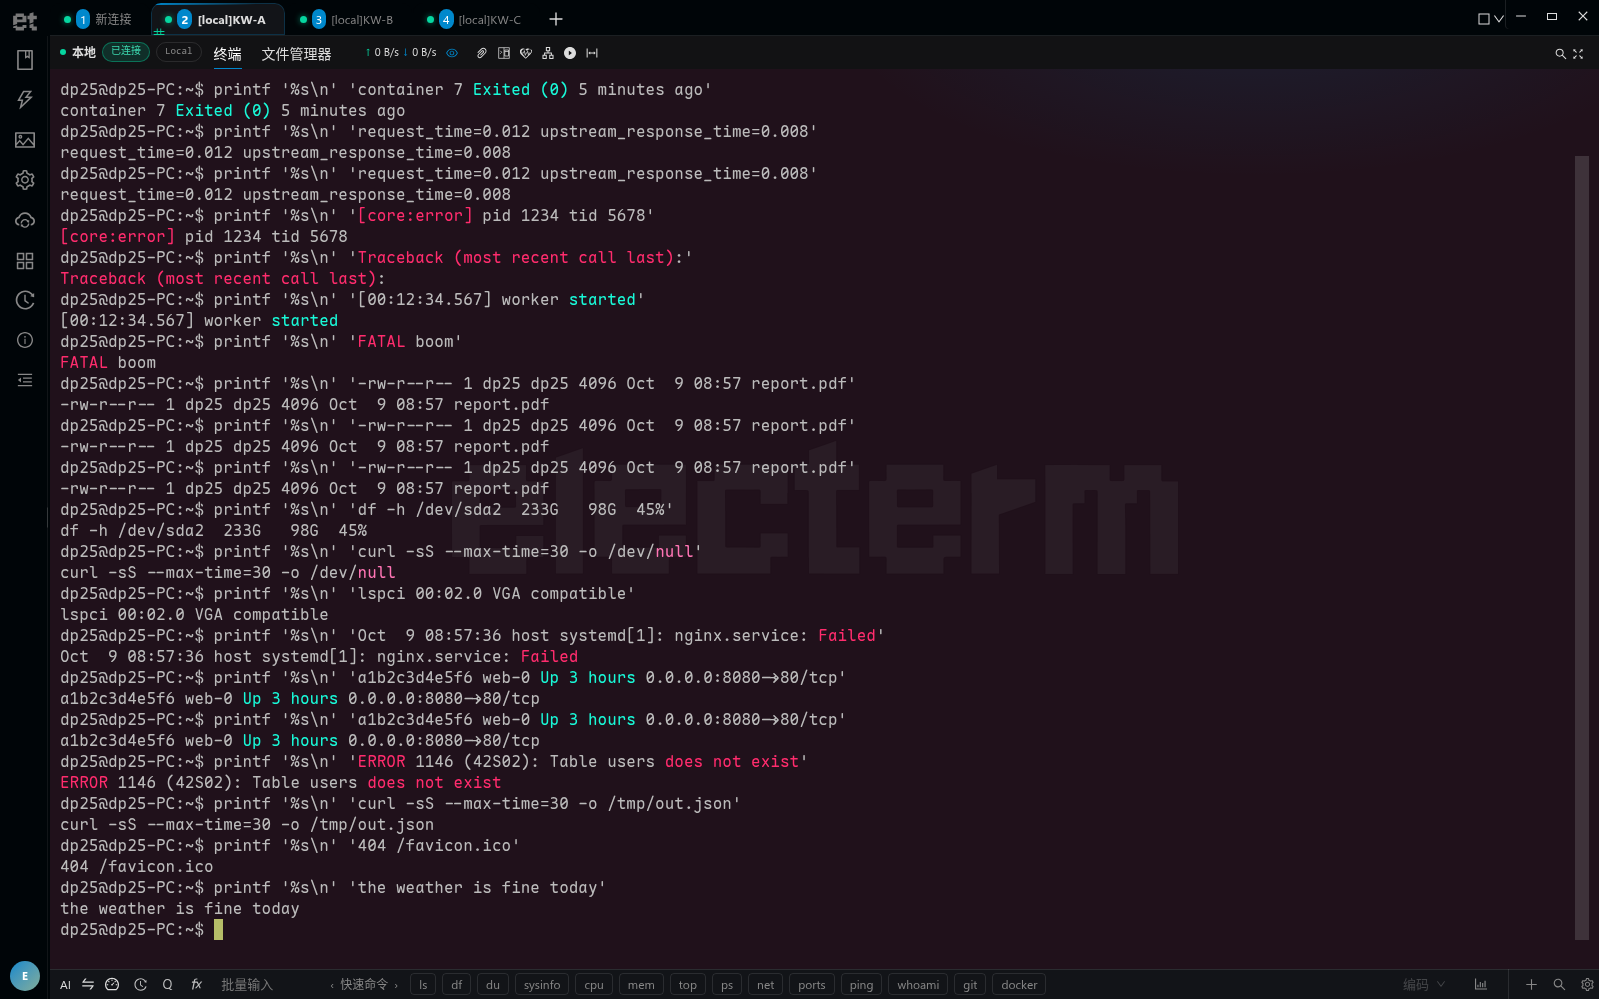 et 1 新连接 2 [local]KW-A 3 [local]KW-B 4 [local]KW-C
本地 已连接 Local 终端 文件管理器 ↑ 0 B/s ↓ 0 B/s
dp25@dp25-PC:~$ printf '%s\n' 'container 7 Exited (0) 5 minutes ago'
container 7 Exited (0) 5 minutes ago
dp25@dp25-PC:~$ printf '%s\n' 'request_time=0.012 upstream_response_time=0.008'
request_time=0.012 upstream_response_time=0.008
dp25@dp25-PC:~$ printf '%s\n' 'request_time=0.012 upstream_response_time=0.008'
request_time=0.012 upstream_response_time=0.008
dp25@dp25-PC:~$ printf '%s\n' '[core:error] pid 1234 tid 5678'
[core:error] pid 1234 tid 5678
dp25@dp25-PC:~$ printf '%s\n' 'Traceback (most recent call last):'
Traceback (most recent call last):
dp25@dp25-PC:~$ printf '%s\n' '[00:12:34.567] worker started'
[00:12:34.567] worker started
dp25@dp25-PC:~$ printf '%s\n' 'FATAL boom'
FATAL boom
dp25@dp25-PC:~$ printf '%s\n' '-rw-r--r-- 1 dp25 dp25 4096 Oct  9 08:57 report.pdf'
-rw-r--r-- 1 dp25 dp25 4096 Oct  9 08:57 report.pdf
dp25@dp25-PC:~$ printf '%s\n' '-rw-r--r-- 1 dp25 dp25 4096 Oct  9 08:57 report.pdf'
-rw-r--r-- 1 dp25 dp25 4096 Oct  9 08:57 report.pdf
dp25@dp25-PC:~$ printf '%s\n' '-rw-r--r-- 1 dp25 dp25 4096 Oct  9 08:57 report.pdf'
-rw-r--r-- 1 dp25 dp25 4096 Oct  9 08:57 report.pdf
dp25@dp25-PC:~$ printf '%s\n' 'df -h /dev/sda2  233G   98G  45%'
df -h /dev/sda2  233G   98G  45%
dp25@dp25-PC:~$ printf '%s\n' 'curl -sS --max-time=30 -o /dev/null'
curl -sS --max-time=30 -o /dev/null
dp25@dp25-PC:~$ printf '%s\n' 'lspci 00:02.0 VGA compatible'
lspci 00:02.0 VGA compatible
dp25@dp25-PC:~$ printf '%s\n' 'Oct  9 08:57:36 host systemd[1]: nginx.service: Failed'
Oct  9 08:57:36 host systemd[1]: nginx.service: Failed
dp25@dp25-PC:~$ printf '%s\n' 'a1b2c3d4e5f6 web-0 Up 3 hours 0.0.0.0:8080->80/tcp'
a1b2c3d4e5f6 web-0 Up 3 hours 0.0.0.0:8080->80/tcp
dp25@dp25-PC:~$ printf '%s\n' 'a1b2c3d4e5f6 web-0 Up 3 hours 0.0.0.0:8080->80/tcp'
a1b2c3d4e5f6 web-0 Up 3 hours 0.0.0.0:8080->80/tcp
dp25@dp25-PC:~$ printf '%s\n' 'ERROR 1146 (42S02): Table users does not exist'
ERROR 1146 (42S02): Table users does not exist
dp25@dp25-PC:~$ printf '%s\n' 'curl -sS --max-time=30 -o /tmp/out.json'
curl -sS --max-time=30 -o /tmp/out.json
dp25@dp25-PC:~$ printf '%s\n' '404 /favicon.ico'
404 /favicon.ico
dp25@dp25-PC:~$ printf '%s\n' 'the weather is fine today'
the weather is fine today
dp25@dp25-PC:~$
electerm
E
AI Q fx 批量输入 ‹ 快速命令 › ls df du sysinfo cpu mem top ps net ports ping whoami git docker 编码